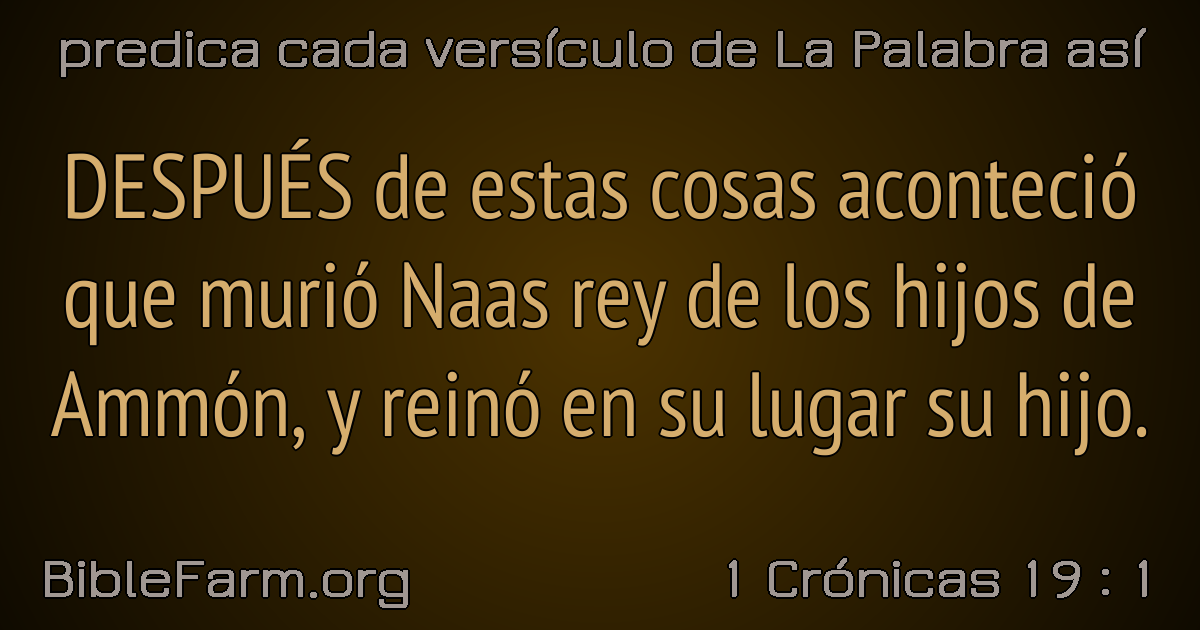 predica cada versículo de La Palabra así
DESPUÉS de estas cosas aconteció
que murió Naas rey de los hijos de
Ammón, y reinó en su lugar su hijo.
BibleFarm.org
1 Crónicas 19 : 1